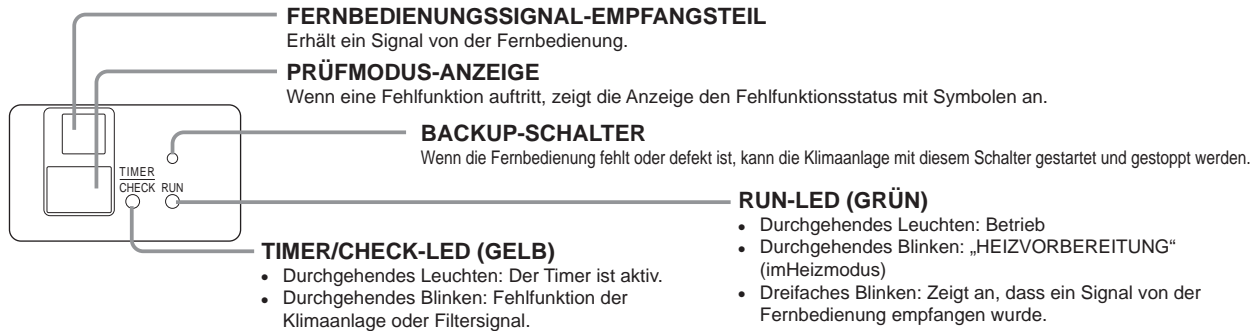 FERNBEDIENUNGSSIGNAL-EMPFANGSTEIL
Erhält ein Signal von der Fernbedienung.
PRÜFMODUS-ANZEIGE
Wenn eine Fehlfunktion auftritt, zeigt die Anzeige den Fehlfunktionsstatus mit Symbolen an.
BACKUP-SCHALTER
Wenn die Fernbedienung fehlt oder defekt ist, kann die Klimaanlage mit diesem Schalter gestartet und gestoppt werden.
TIMER
CHECK RUN
RUN-LED (GRÜN)
• Durchgehendes Leuchten: Betrieb
• Durchgehendes Blinken: „HEIZVORBEREITUNG“
(imHeizmodus)
• Dreifaches Blinken: Zeigt an, dass ein Signal von der
Fernbedienung empfangen wurde.
TIMER/CHECK-LED (GELB)
• Durchgehendes Leuchten: Der Timer ist aktiv.
• Durchgehendes Blinken: Fehlfunktion der
Klimaanlage oder Filtersignal.